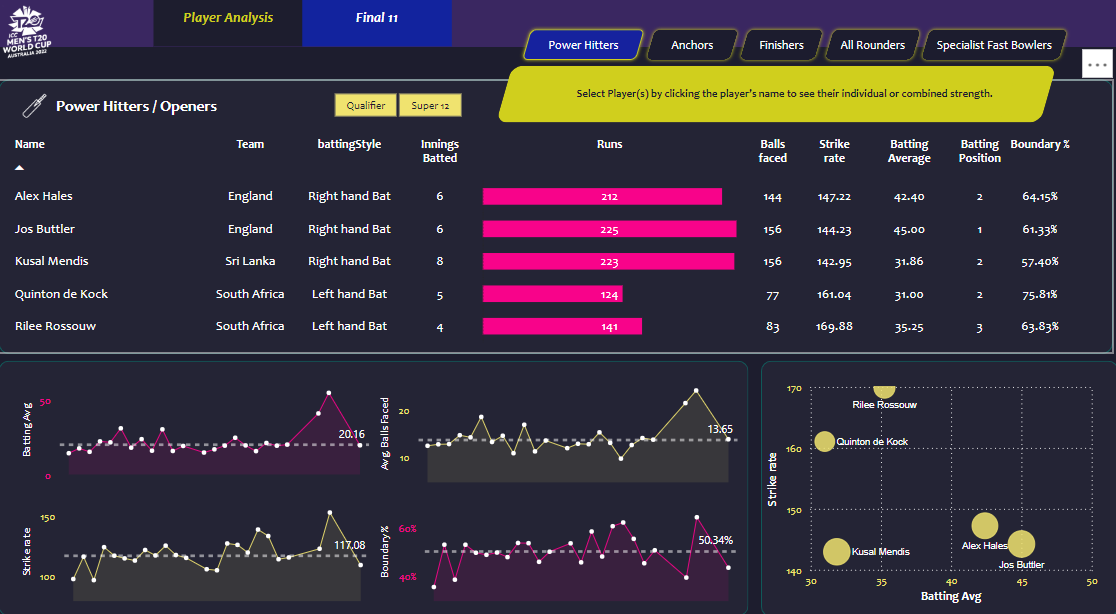 Player Analysis
Final 11
ICC
MEN'S T20
WORLD CUP
AUSTRALIA 2022
Power Hitters
Anchors
Finishers
All Rounders
Specialist Fast Bowlers
Select Player(s) by clicking the player's name to see their individual or combined strength.
Power Hitters / Openers
Qualifier
Super 12
Name Team battingStyle Innings Batted Runs Balls faced Strike rate Batting Average Batting Position Boundary %
Alex Hales England Right hand Bat 6 212 144 147.22 42.40 2 64.15%
Jos Buttler England Right hand Bat 6 225 156 144.23 45.00 1 61.33%
Kusal Mendis Sri Lanka Right hand Bat 8 223 156 142.95 31.86 2 57.40%
Quinton de Kock South Africa Left hand Bat 5 124 77 161.04 31.00 2 75.81%
Rilee Rossouw South Africa Left hand Bat 4 141 83 169.88 35.25 3 63.83%
Batting Avg
50
0
20.16
Avg. Balls Faced
20
10
13.65
Strike rate
150
100
117.08
Boundary %
60%
40%
50.34%
Strike rate
170
160
150
140
Rilee Rossouw
Quinton de Kock
Alex Hales
Kusal Mendis
Jos Buttler
30 35 40 45 50
Batting Avg